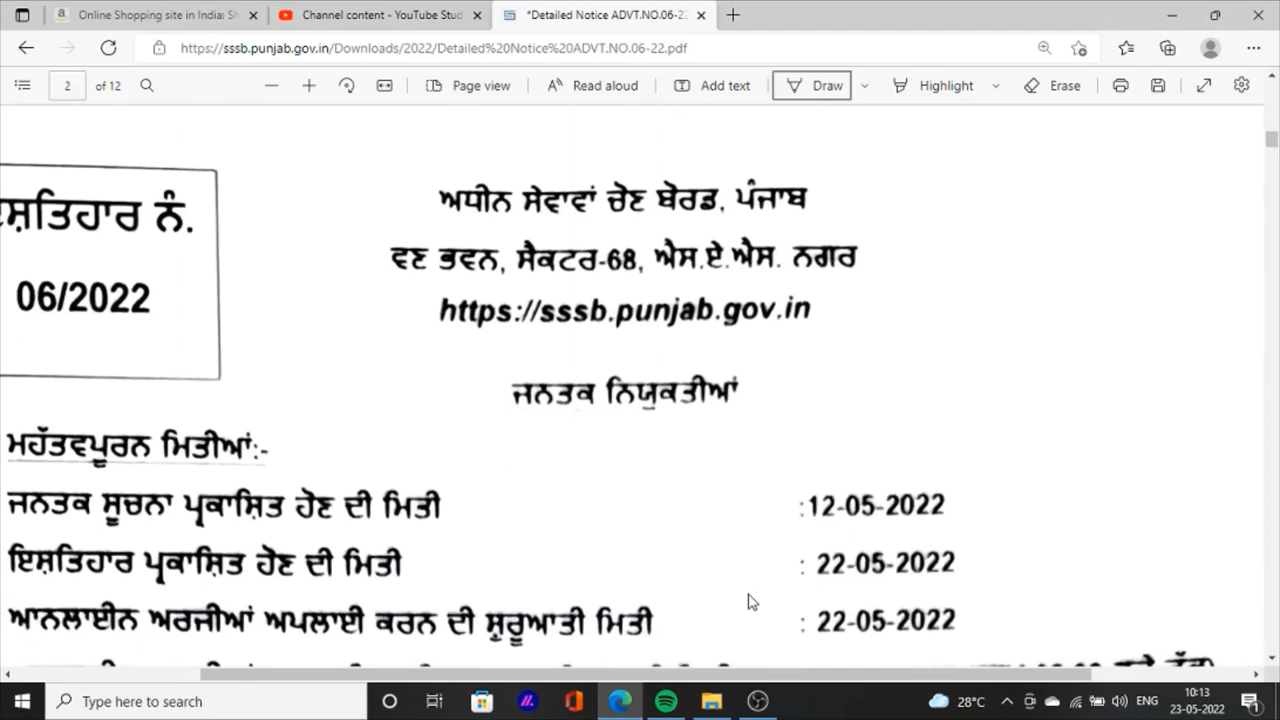 Online Shopping site in India: Sh
Channel content - YouTube Stud
*Detailed Notice ADVT.NO.06-22.
https://sssb.punjab.gov.in/Downloads/2022/Detailed%20Notice%20ADVT.NO.06-22.pdf
2 of 12 Page view Read aloud Add text Draw Highlight Erase
ਸ਼ਤਿਹਾਰ ਨੰ.
06/2022
ਅਧੀਨ ਸੇਵਾਵਾਂ ਚੋਣ ਬੋਰਡ, ਪੰਜਾਬ
ਵਣ ਭਵਨ, ਸੈਕਟਰ-68, ਐਸ.ਏ.ਐਸ. ਨਗਰ
https://sssb.punjab.gov.in
ਜਨਤਕ ਨਿਯੁਕਤੀਆਂ
ਮਹੱਤਵਪੂਰਨ ਮਿਤੀਆਂ:-
ਜਨਤਕ ਸੂਚਨਾ ਪ੍ਰਕਾਸ਼ਿਤ ਹੋਣ ਦੀ ਮਿਤੀ :12-05-2022
ਇਸ਼ਤਿਹਾਰ ਪ੍ਰਕਾਸ਼ਿਤ ਹੋਣ ਦੀ ਮਿਤੀ : 22-05-2022
ਆਨਲਾਈਨ ਅਰਜੀਆਂ ਅਪਲਾਈ ਕਰਨ ਦੀ ਸ਼ੁਰੂਆਤੀ ਮਿਤੀ : 22-05-2022
Type here to search
28°C ENG 10:13
23-05-2022